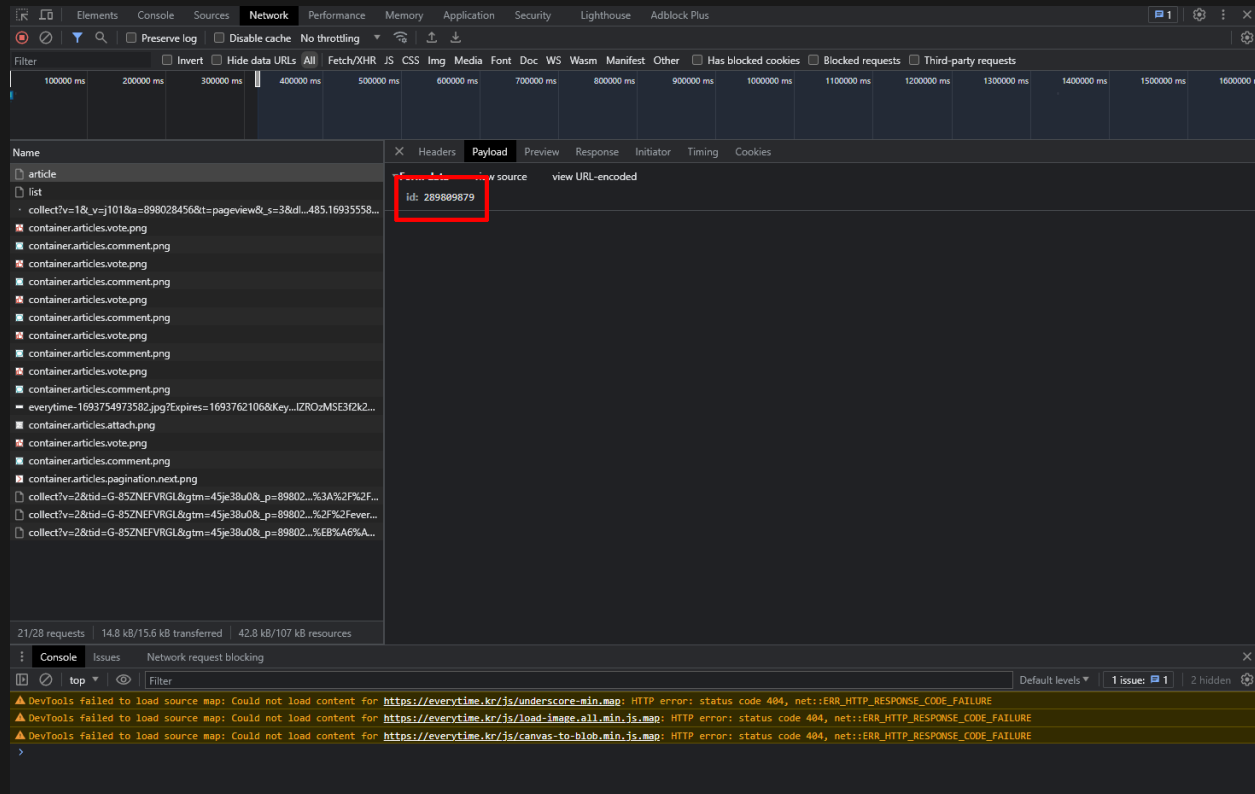 Elements Console Sources Network Performance Memory Application Security Lighthouse Adblock Plus 1
Preserve log Disable cache No throttling
Filter Invert Hide data URLs All Fetch/XHR JS CSS Img Media Font Doc WS Wasm Manifest Other Has blocked cookies Blocked requests Third-party requests
100000 ms 200000 ms 300000 ms 400000 ms 500000 ms 600000 ms 700000 ms 800000 ms 900000 ms 1000000 ms 1100000 ms 1200000 ms 1300000 ms 1400000 ms 1500000 ms 1600000
Name
Headers Payload Preview Response Initiator Timing Cookies
article
view source view URL-encoded
list
id: 289809879
collect?v=1&_v=j101&a=898028456&t=pageview&_s=3&dl...485.16935558...
container.articles.vote.png
container.articles.comment.png
container.articles.vote.png
container.articles.comment.png
container.articles.vote.png
container.articles.comment.png
container.articles.vote.png
container.articles.comment.png
container.articles.vote.png
container.articles.comment.png
everytime-1693754973582.jpg?Expires=1693762106&Key...IZROzMSE3f2k2...
container.articles.attach.png
container.articles.vote.png
container.articles.comment.png
container.articles.pagination.next.png
collect?v=2&tid=G-85ZNEFVRGL&gtm=45je38u0&_p=89802...%3A%2F%2F...
collect?v=2&tid=G-85ZNEFVRGL&gtm=45je38u0&_p=89802...%2F%2Fever...
collect?v=2&tid=G-85ZNEFVRGL&gtm=45je38u0&_p=89802...%EB%A6%A...
21/28 requests 14.8 kB/15.6 kB transferred 42.8 kB/107 kB resources
Console Issues Network request blocking
top Filter Default levels 1 issue: 1 2 hidden
DevTools failed to load source map: Could not load content for https://everytime.kr/js/underscore-min.map: HTTP error: status code 404, net::ERR_HTTP_RESPONSE_CODE_FAILURE
DevTools failed to load source map: Could not load content for https://everytime.kr/js/load-image.all.min.js.map: HTTP error: status code 404, net::ERR_HTTP_RESPONSE_CODE_FAILURE
DevTools failed to load source map: Could not load content for https://everytime.kr/js/canvas-to-blob.min.js.map: HTTP error: status code 404, net::ERR_HTTP_RESPONSE_CODE_FAILURE